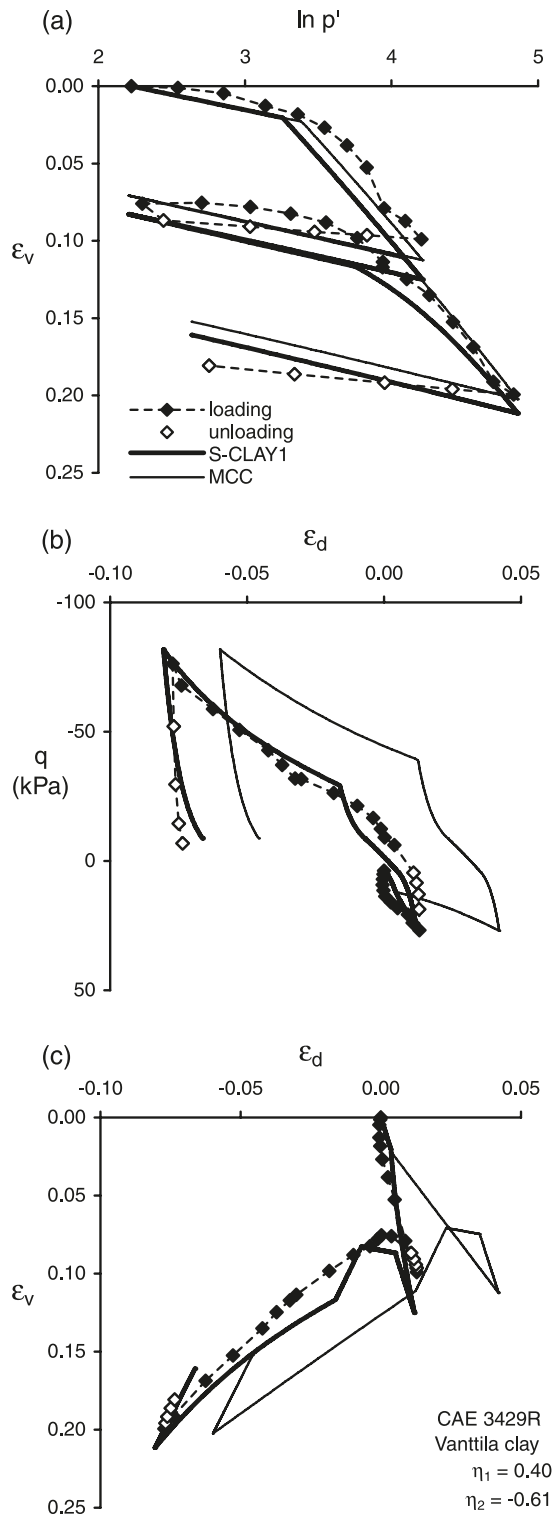 (a)
ln p'
2 3 4 5
0.00
0.05
0.10
εv
0.15
0.20
0.25
loading
unloading
S-CLAY1
MCC
(b)
εd
-0.10 -0.05 0.00 0.05
-100
-50
q
(kPa)
0
50
(c)
εd
-0.10 -0.05 0.00 0.05
0.00
0.05
0.10
εv
0.15
0.20
0.25
CAE 3429R
Vanttila clay
η1 = 0.40
η2 = -0.61